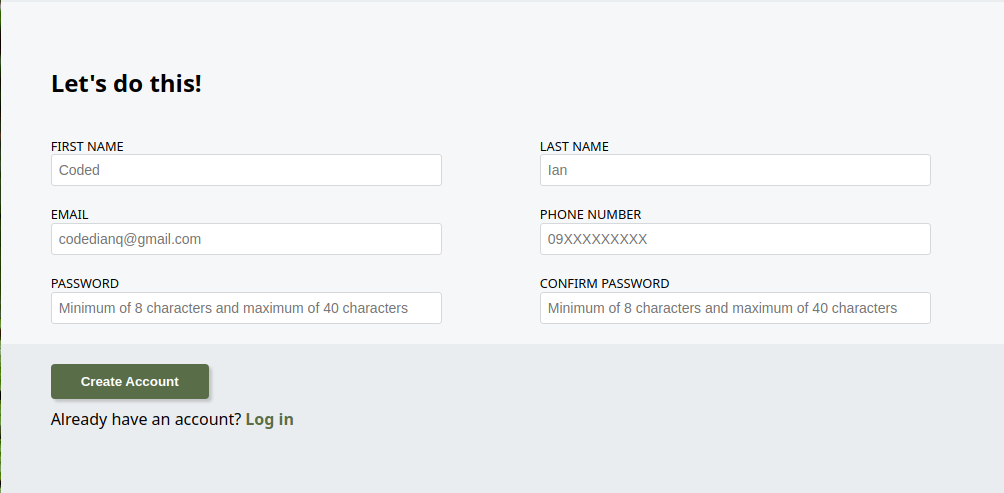 Let's do this!
FIRST NAME
Coded
LAST NAME
Ian
EMAIL
codedianq@gmail.com
PHONE NUMBER
09XXXXXXXXX
PASSWORD
Minimum of 8 characters and maximum of 40 characters
CONFIRM PASSWORD
Minimum of 8 characters and maximum of 40 characters
Create Account
Already have an account? Log in